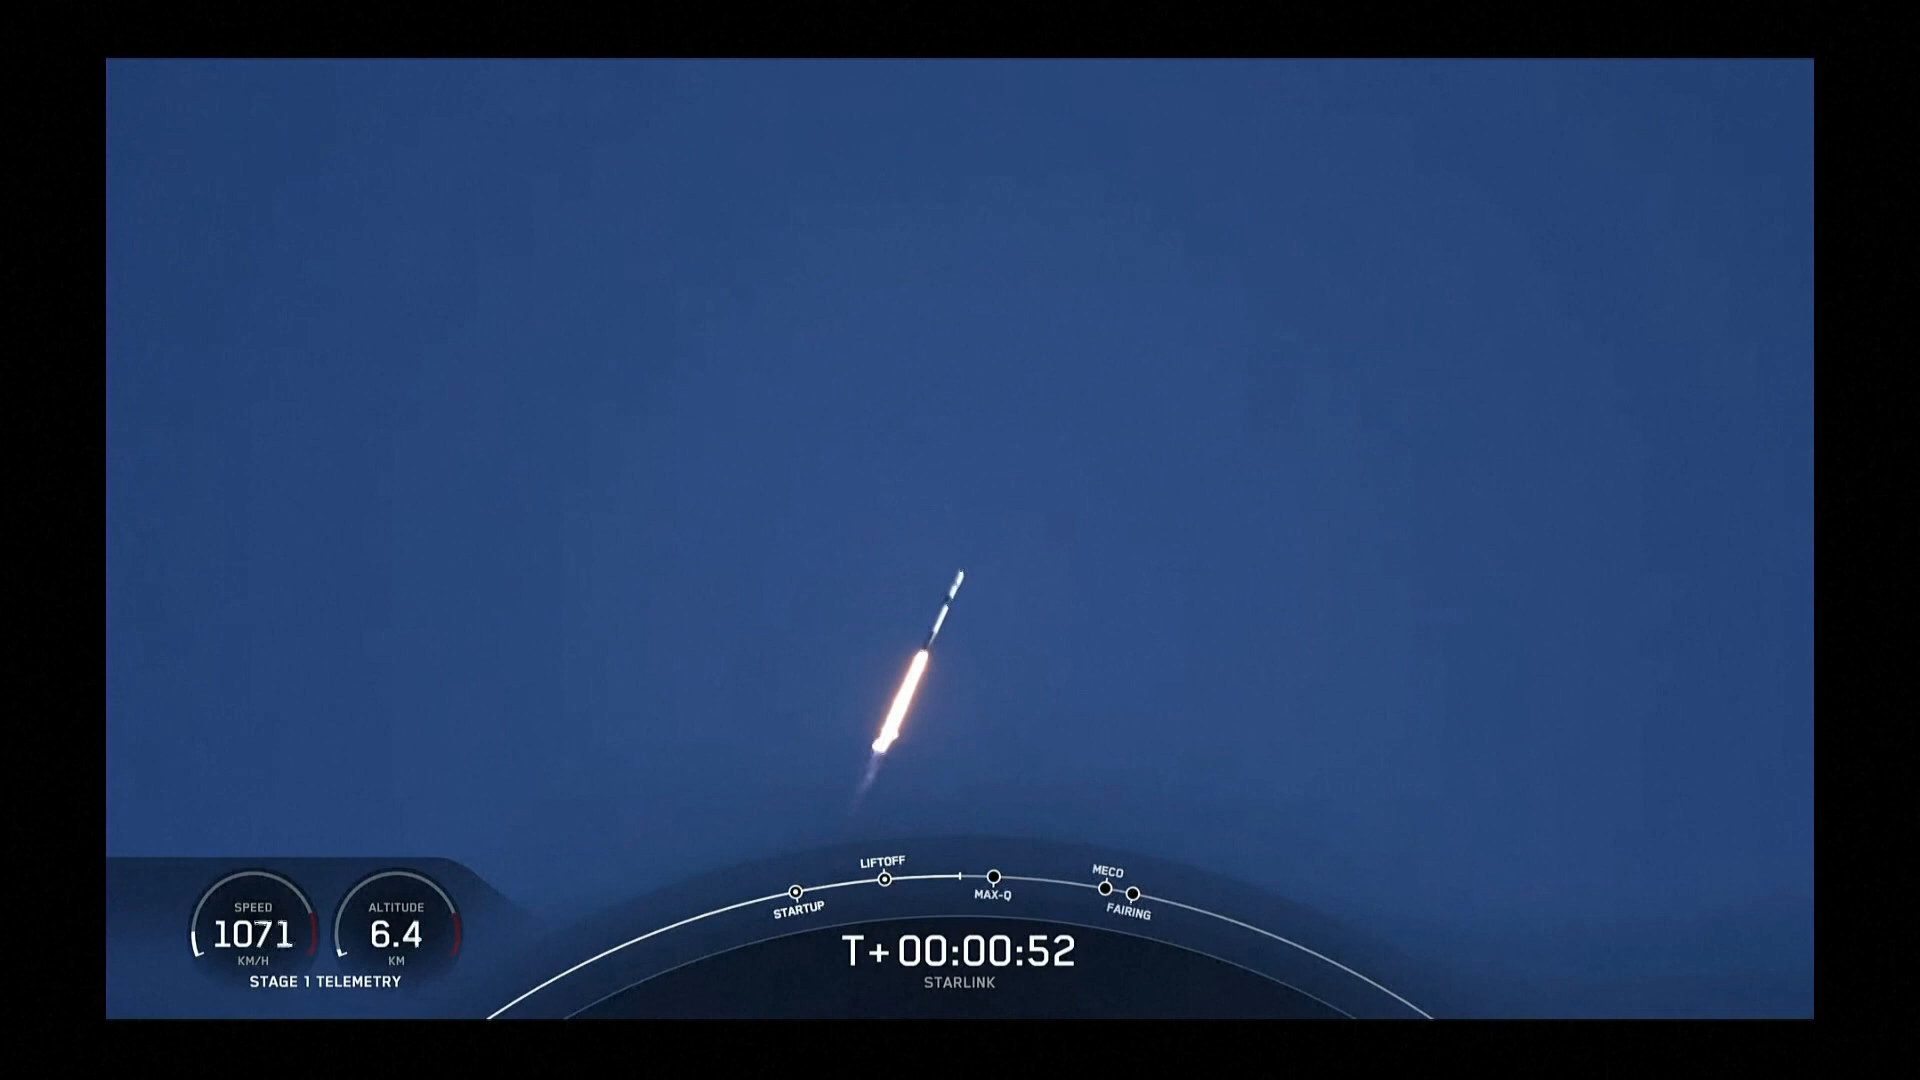 LIFTOFF
MECO
STARTUP
MAX-Q
FAIRING
SPEED
1071
KM/H
ALTITUDE
6.4
KM
STAGE 1 TELEMETRY
T+00:00:52
STARLINK